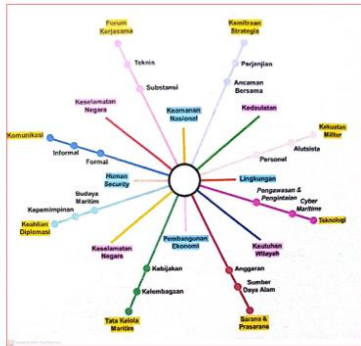 Forum
Kerjasama
Kemitraan
Strategis
Teknis
Perjanjian
Substansi
Ancaman
Bersama
Keselamatan
Negara
Keamanan
Nasional
Kedaulatan
Kekuatan
Militer
Komunikasi
Alutsista
Informal
Formal
Personel
Human
Security
Lingkungan
Budaya
Maritim
Pengawasan &
Pengintaian
Kepemimpinan
Cyber
Maritime
Keahlian
Diplomasi
Teknologi
Keselamatan
Negara
Pembangunan
Ekonomi
Keutuhan
Wilayah
Kebijakan
Anggaran
Kelembagaan
Sumber
Daya Alam
Tata Kelola
Maritim
Sarana &
Prasarana